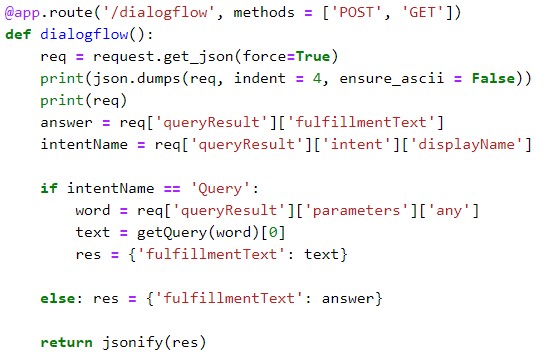 @app.route('/dialogflow', methods = ['POST', 'GET'])
def dialogflow():
    req = request.get_json(force=True)
    print(json.dumps(req, indent = 4, ensure_ascii = False))
    print(req)
    answer = req['queryResult']['fulfillmentText']
    intentName = req['queryResult']['intent']['displayName']

    if intentName == 'Query':
        word = req['queryResult']['parameters']['any']
        text = getQuery(word)[0]
        res = {'fulfillmentText': text}

    else: res = {'fulfillmentText': answer}

    return jsonify(res)